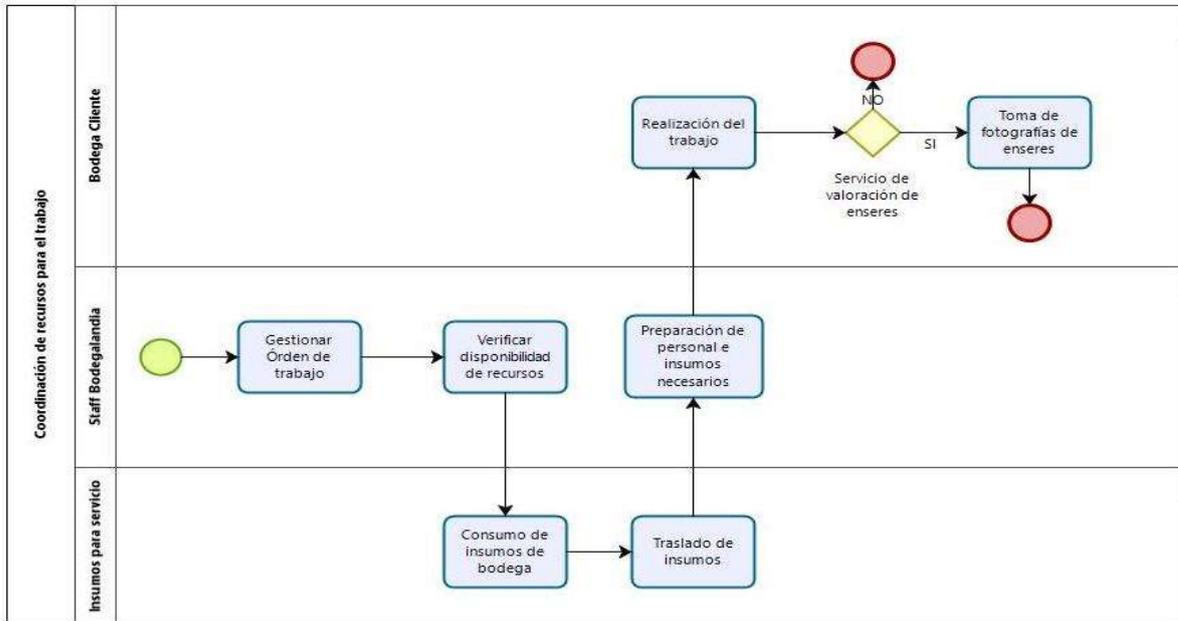 Coordinación de recursos para el trabajo
Bodega Cliente
Realización del
trabajo
NO
SI
Servicio de
valoración de
enseres
Toma de
fotografías de
enseres
Staff Bodegalandia
Gestionar
Órden de
trabajo
Verificar
disponibilidad
de recursos
Preparación de
personal e
insumos
necesarios
Insumos para servicio
Consumo de
insumos de
bodega
Traslado de
insumos